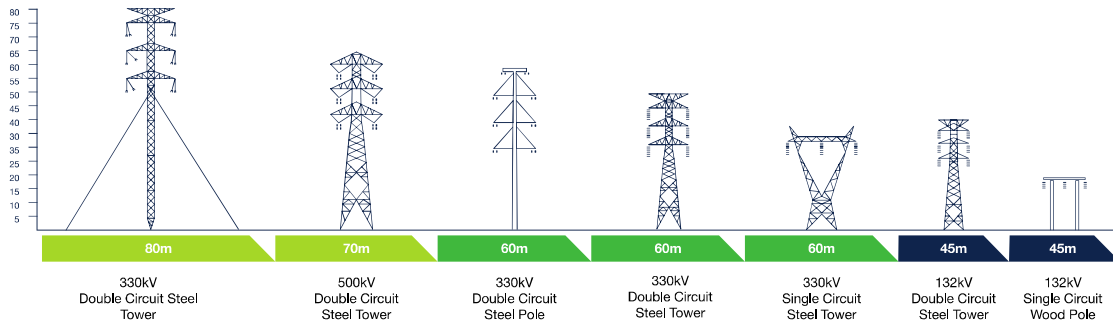 80
75
70
65
60
55
50
45
40
35
30
25
20
15
10
5
80m
70m
60m
60m
60m
45m
45m
330kV
Double Circuit Steel
Tower
500kV
Double Circuit
Steel Tower
330kV
Double Circuit
Steel Pole
330kV
Double Circuit
Steel Tower
330kV
Single Circuit
Steel Tower
132kV
Double Circuit
Steel Tower
132kV
Single Circuit
Wood Pole